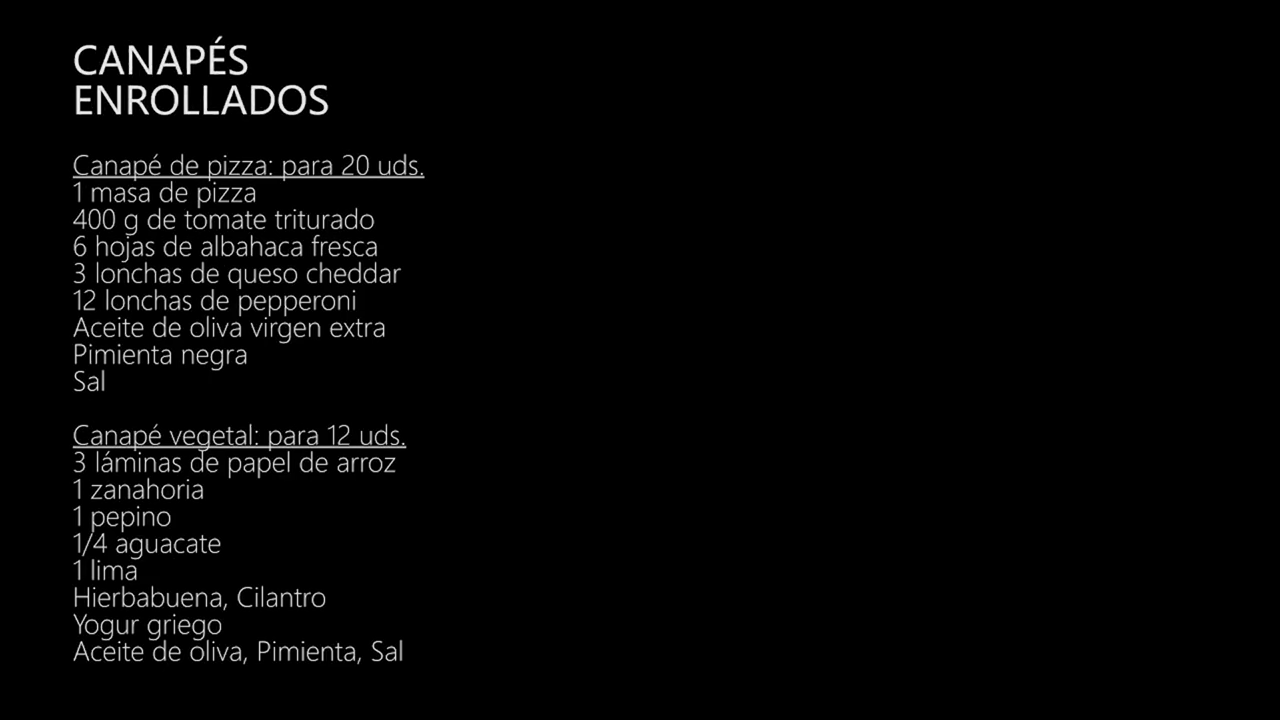 CANAPÉS
ENROLLADOS
Canapé de pizza: para 20 uds.
1 masa de pizza
400 g de tomate triturado
6 hojas de albahaca fresca
3 lonchas de queso cheddar
12 lonchas de pepperoni
Aceite de oliva virgen extra
Pimienta negra
Sal
Canapé vegetal: para 12 uds.
3 láminas de papel de arroz
1 zanahoria
1 pepino
1/4 aguacate
1 lima
Hierbabuena, Cilantro
Yogur griego
Aceite de oliva, Pimienta, Sal